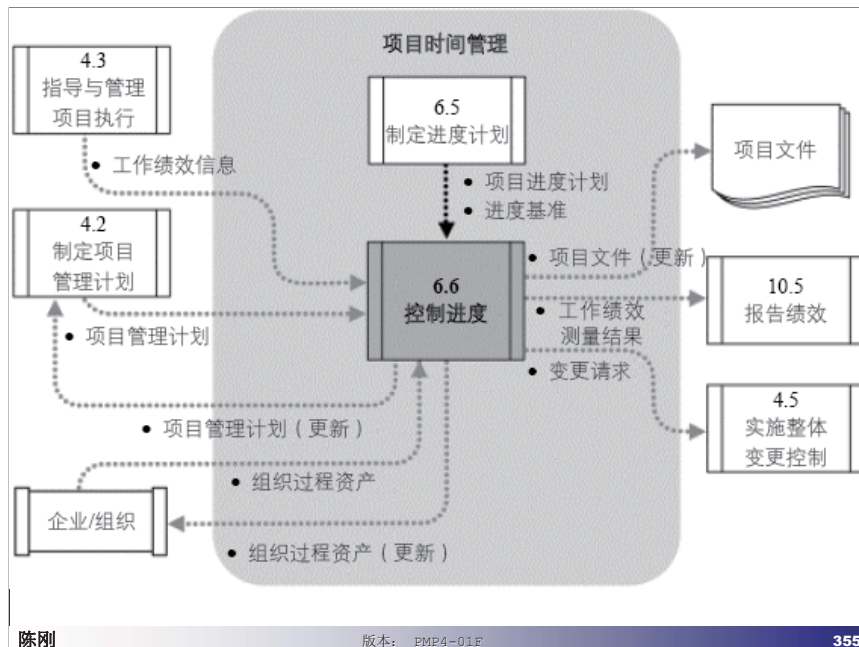 项目时间管理
4.3
指导与管理
项目执行
6.5
制定进度计划
项目文件
• 工作绩效信息
• 项目进度计划
• 进度基准
4.2
制定项目
管理计划
6.6
控制进度
• 项目文件（更新）
10.5
报告绩效
• 工作绩效
测量结果
• 项目管理计划
• 变更请求
4.5
实施整体
变更控制
• 项目管理计划（更新）
• 组织过程资产
企业/组织
• 组织过程资产（更新）
陈刚
版本： PMP4-01F
355